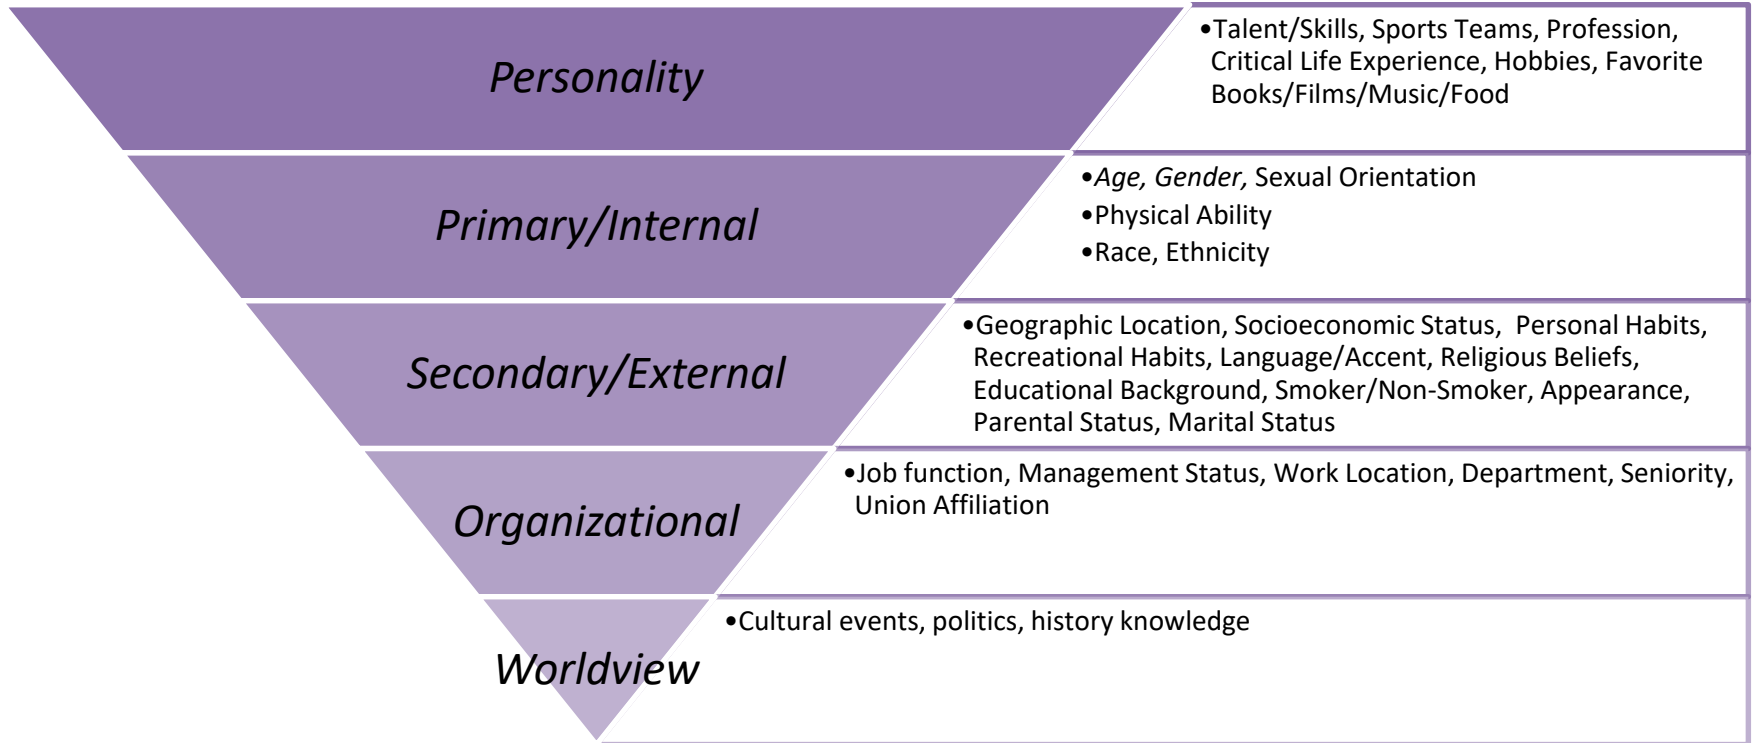 Personality
•Talent/Skills, Sports Teams, Profession,
Critical Life Experience, Hobbies, Favorite
Books/Films/Music/Food
Primary/Internal
•Age, Gender, Sexual Orientation
•Physical Ability
•Race, Ethnicity
Secondary/External
•Geographic Location, Socioeconomic Status,  Personal Habits,
Recreational Habits, Language/Accent, Religious Beliefs,
Educational Background, Smoker/Non-Smoker, Appearance,
Parental Status, Marital Status
Organizational
•Job function, Management Status, Work Location, Department, Seniority,
Union Affiliation
Worldview
•Cultural events, politics, history knowledge